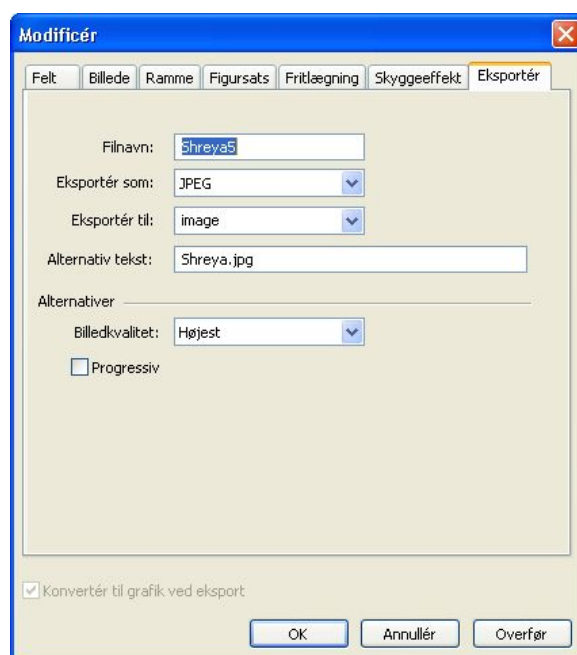 Modificér
Felt Billede Ramme Figursats Fritlægning Skyggeeffekt Eksportér
Filnavn: Shreya5
Eksportér som: JPEG
Eksportér til: image
Alternativ tekst: Shreya.jpg
Alternativer
Billedkvalitet: Højest
Progressiv
Konvertér til grafik ved eksport
OK Annullér Overfør